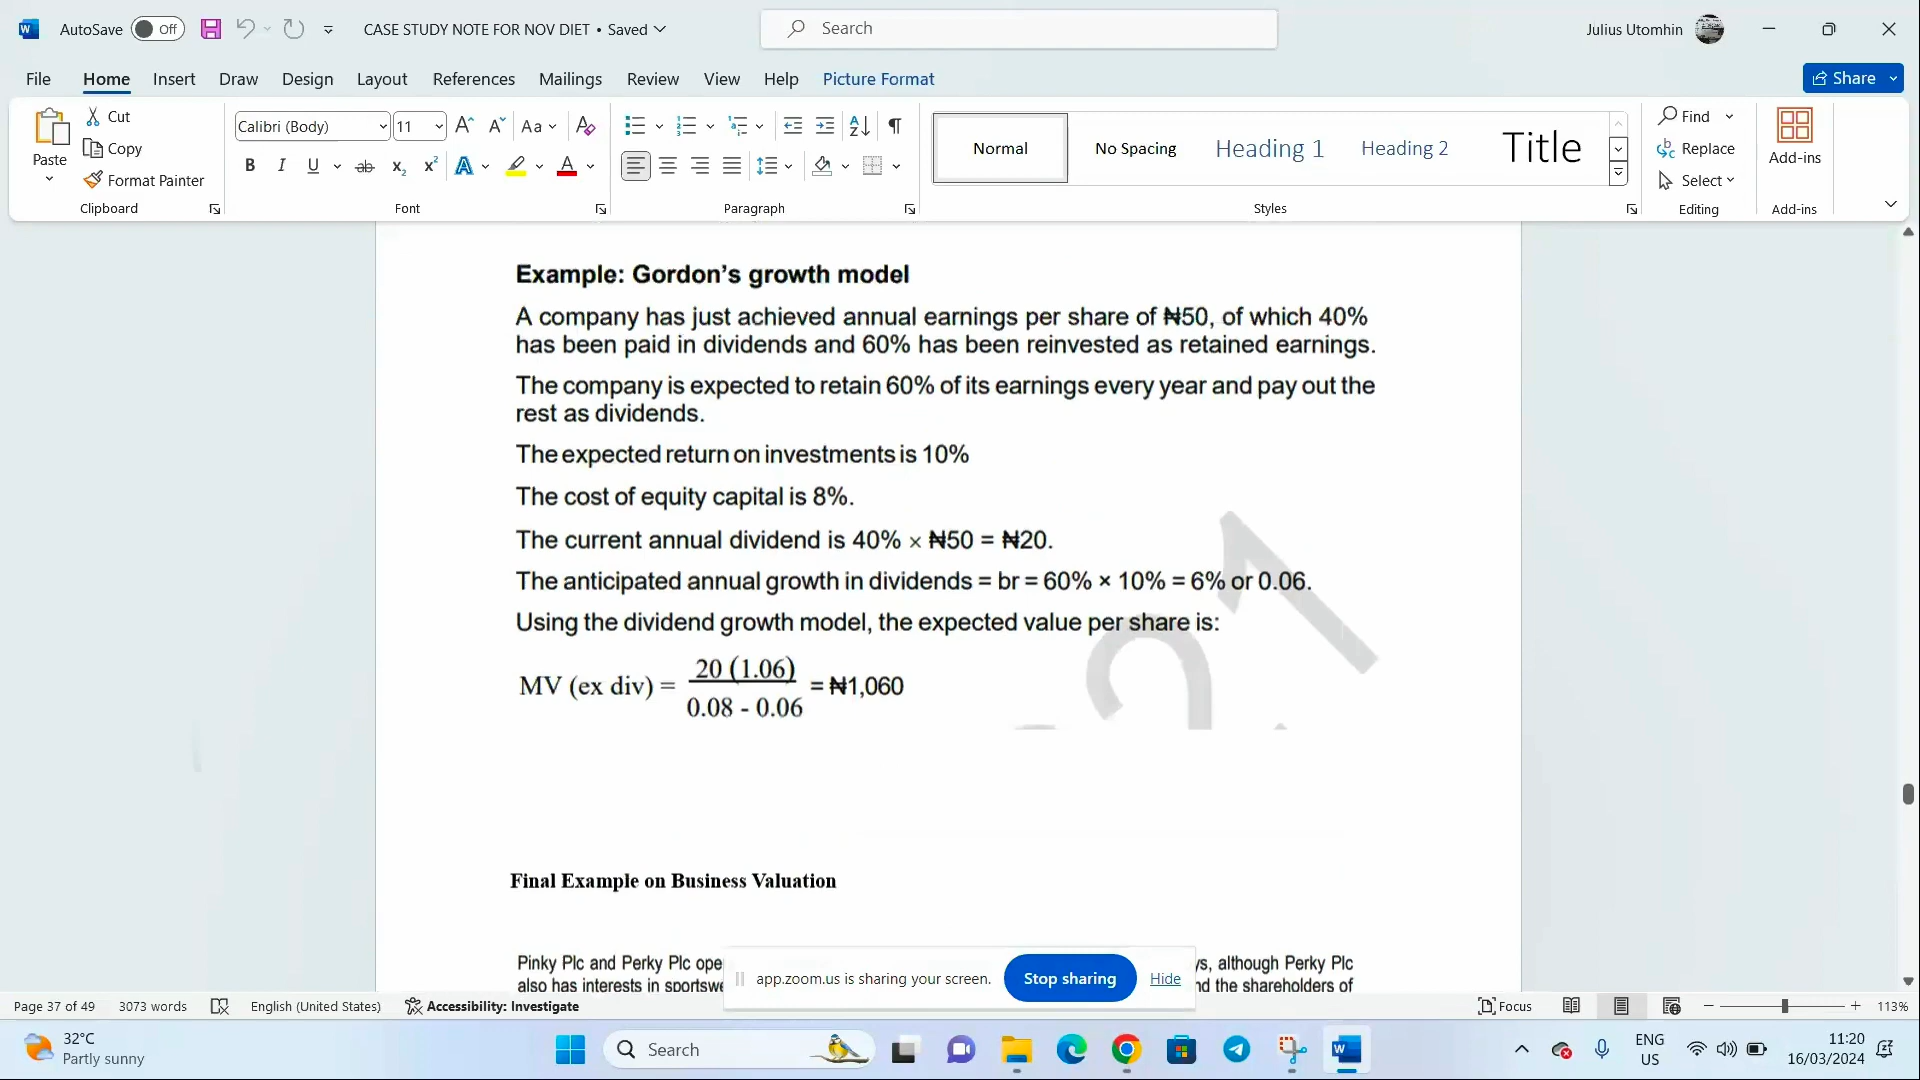 AutoSave Off CASE STUDY NOTE FOR NOV DIET • Saved Search Julius Utomhin
File Home Insert Draw Design Layout References Mailings Review View Help Picture Format Share
Paste Cut Copy Format Painter
Calibri (Body) 11 Aa
B I U ab x₂ x² A A
Normal No Spacing Heading 1 Heading 2 Title
Find Replace Select Add-ins
Clipboard Font Paragraph Styles Editing Add-ins
Example: Gordon's growth model
A company has just achieved annual earnings per share of ₦50, of which 40%
has been paid in dividends and 60% has been reinvested as retained earnings.
The company is expected to retain 60% of its earnings every year and pay out the
rest as dividends.
The expected return on investments is 10%
The cost of equity capital is 8%.
The current annual dividend is 40% × ₦50 = ₦20.
The anticipated annual growth in dividends = br = 60% × 10% = 6% or 0.06.
Using the dividend growth model, the expected value per share is:
20 (1.06)
MV (ex div) = = ₦1,060
0.08 - 0.06
Final Example on Business Valuation
Pinky Plc and Perky Plc ope ys, although Perky Plc
also has interests in sportswe nd the shareholders of
app.zoom.us is sharing your screen. Stop sharing Hide
Page 37 of 49 3073 words English (United States) Accessibility: Investigate Focus 113%
32°C
Partly sunny
Search
ENG
US
11:20
16/03/2024